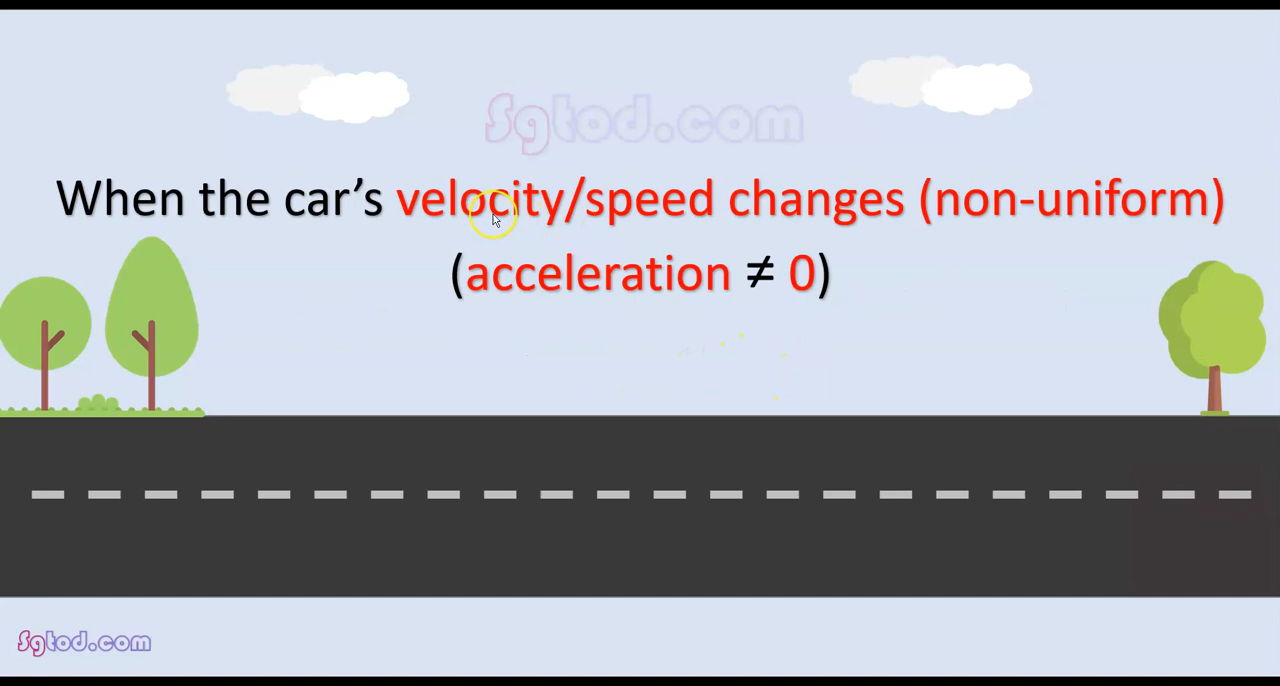 Sgtod.com
When the car’s velocity/speed changes (non-uniform)
(acceleration ≠ 0)
Sgtod.com